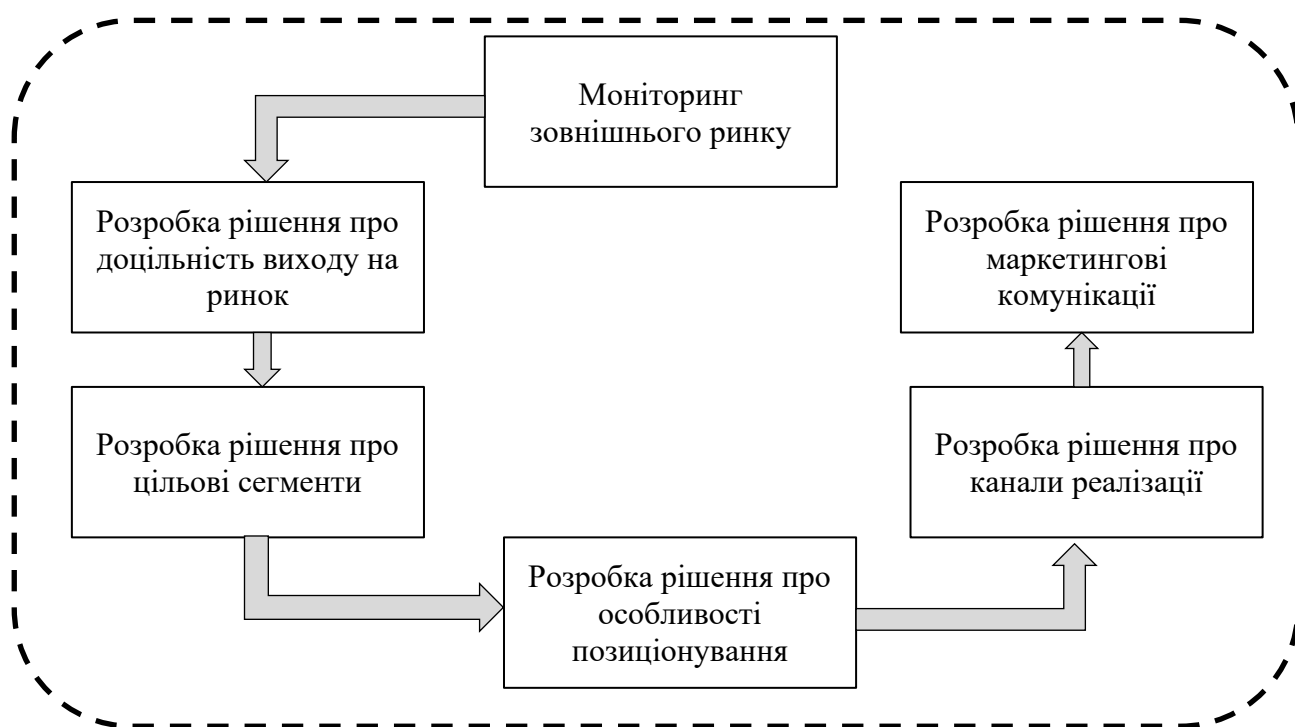 Моніторинг
зовнішнього ринку
Розробка рішення про
доцільність виходу на
ринок
Розробка рішення про
цільові сегменти
Розробка рішення про
особливості
позиціонування
Розробка рішення про
канали реалізації
Розробка рішення про
маркетингові
комунікації